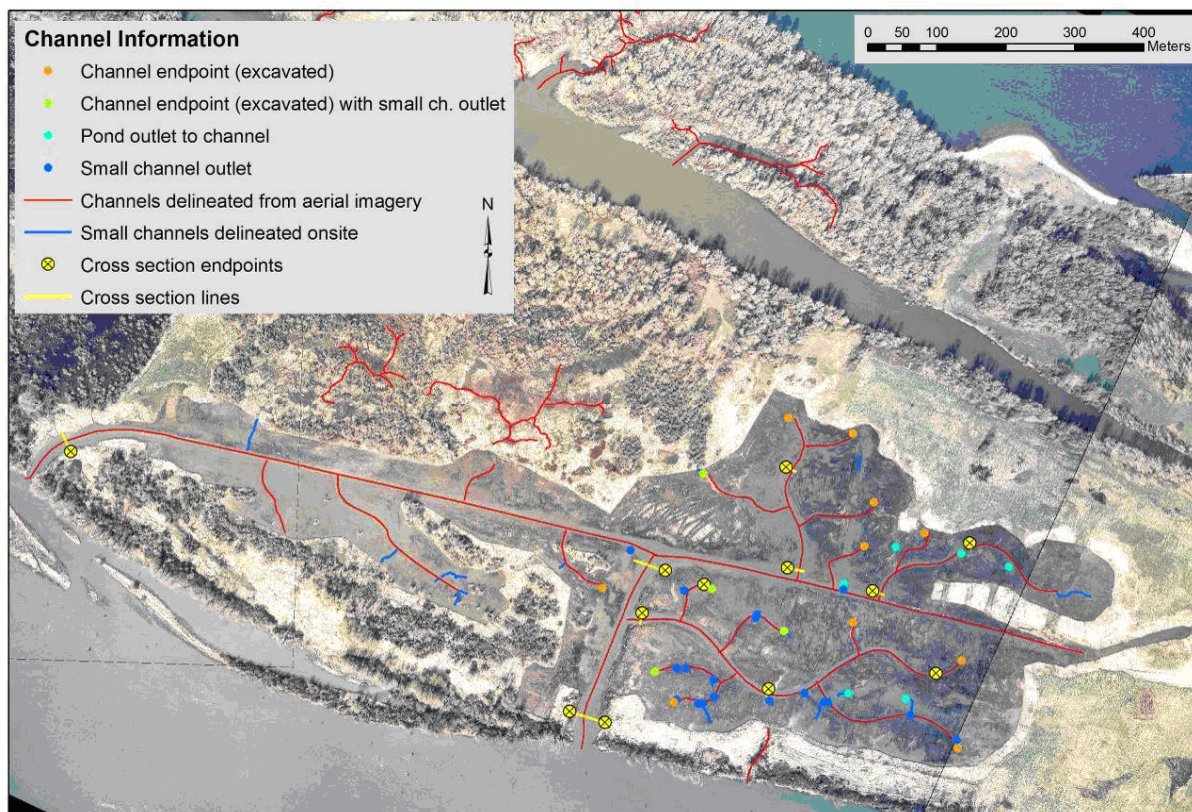 Channel Information
Channel endpoint (excavated)
Channel endpoint (excavated) with small ch. outlet
Pond outlet to channel
Small channel outlet
Channels delineated from aerial imagery
Small channels delineated onsite
Cross section endpoints
Cross section lines
N
0 50 100 200 300 400
Meters